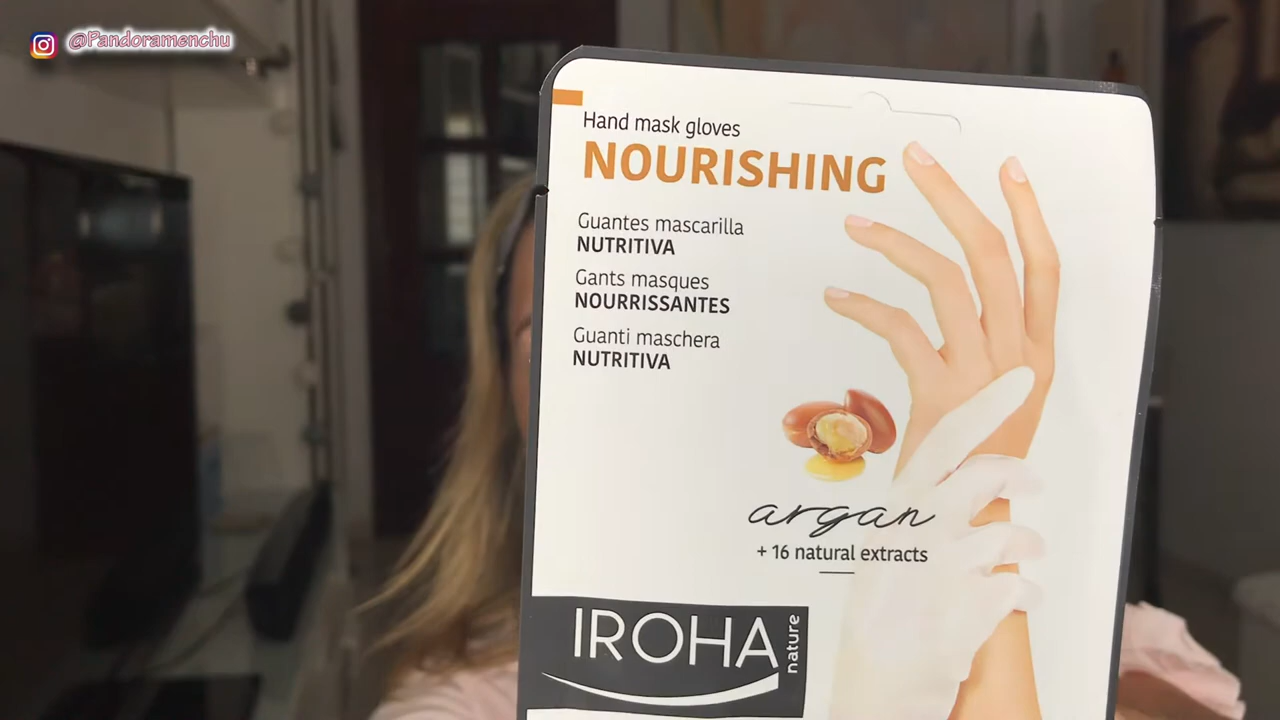 @Pandoramenchu
Hand mask gloves
NOURISHING
Guantes mascarilla
NUTRITIVA
Gants masques
NOURRISSANTES
Guanti maschera
NUTRITIVA
argan
+ 16 natural extracts
IROHA
nature